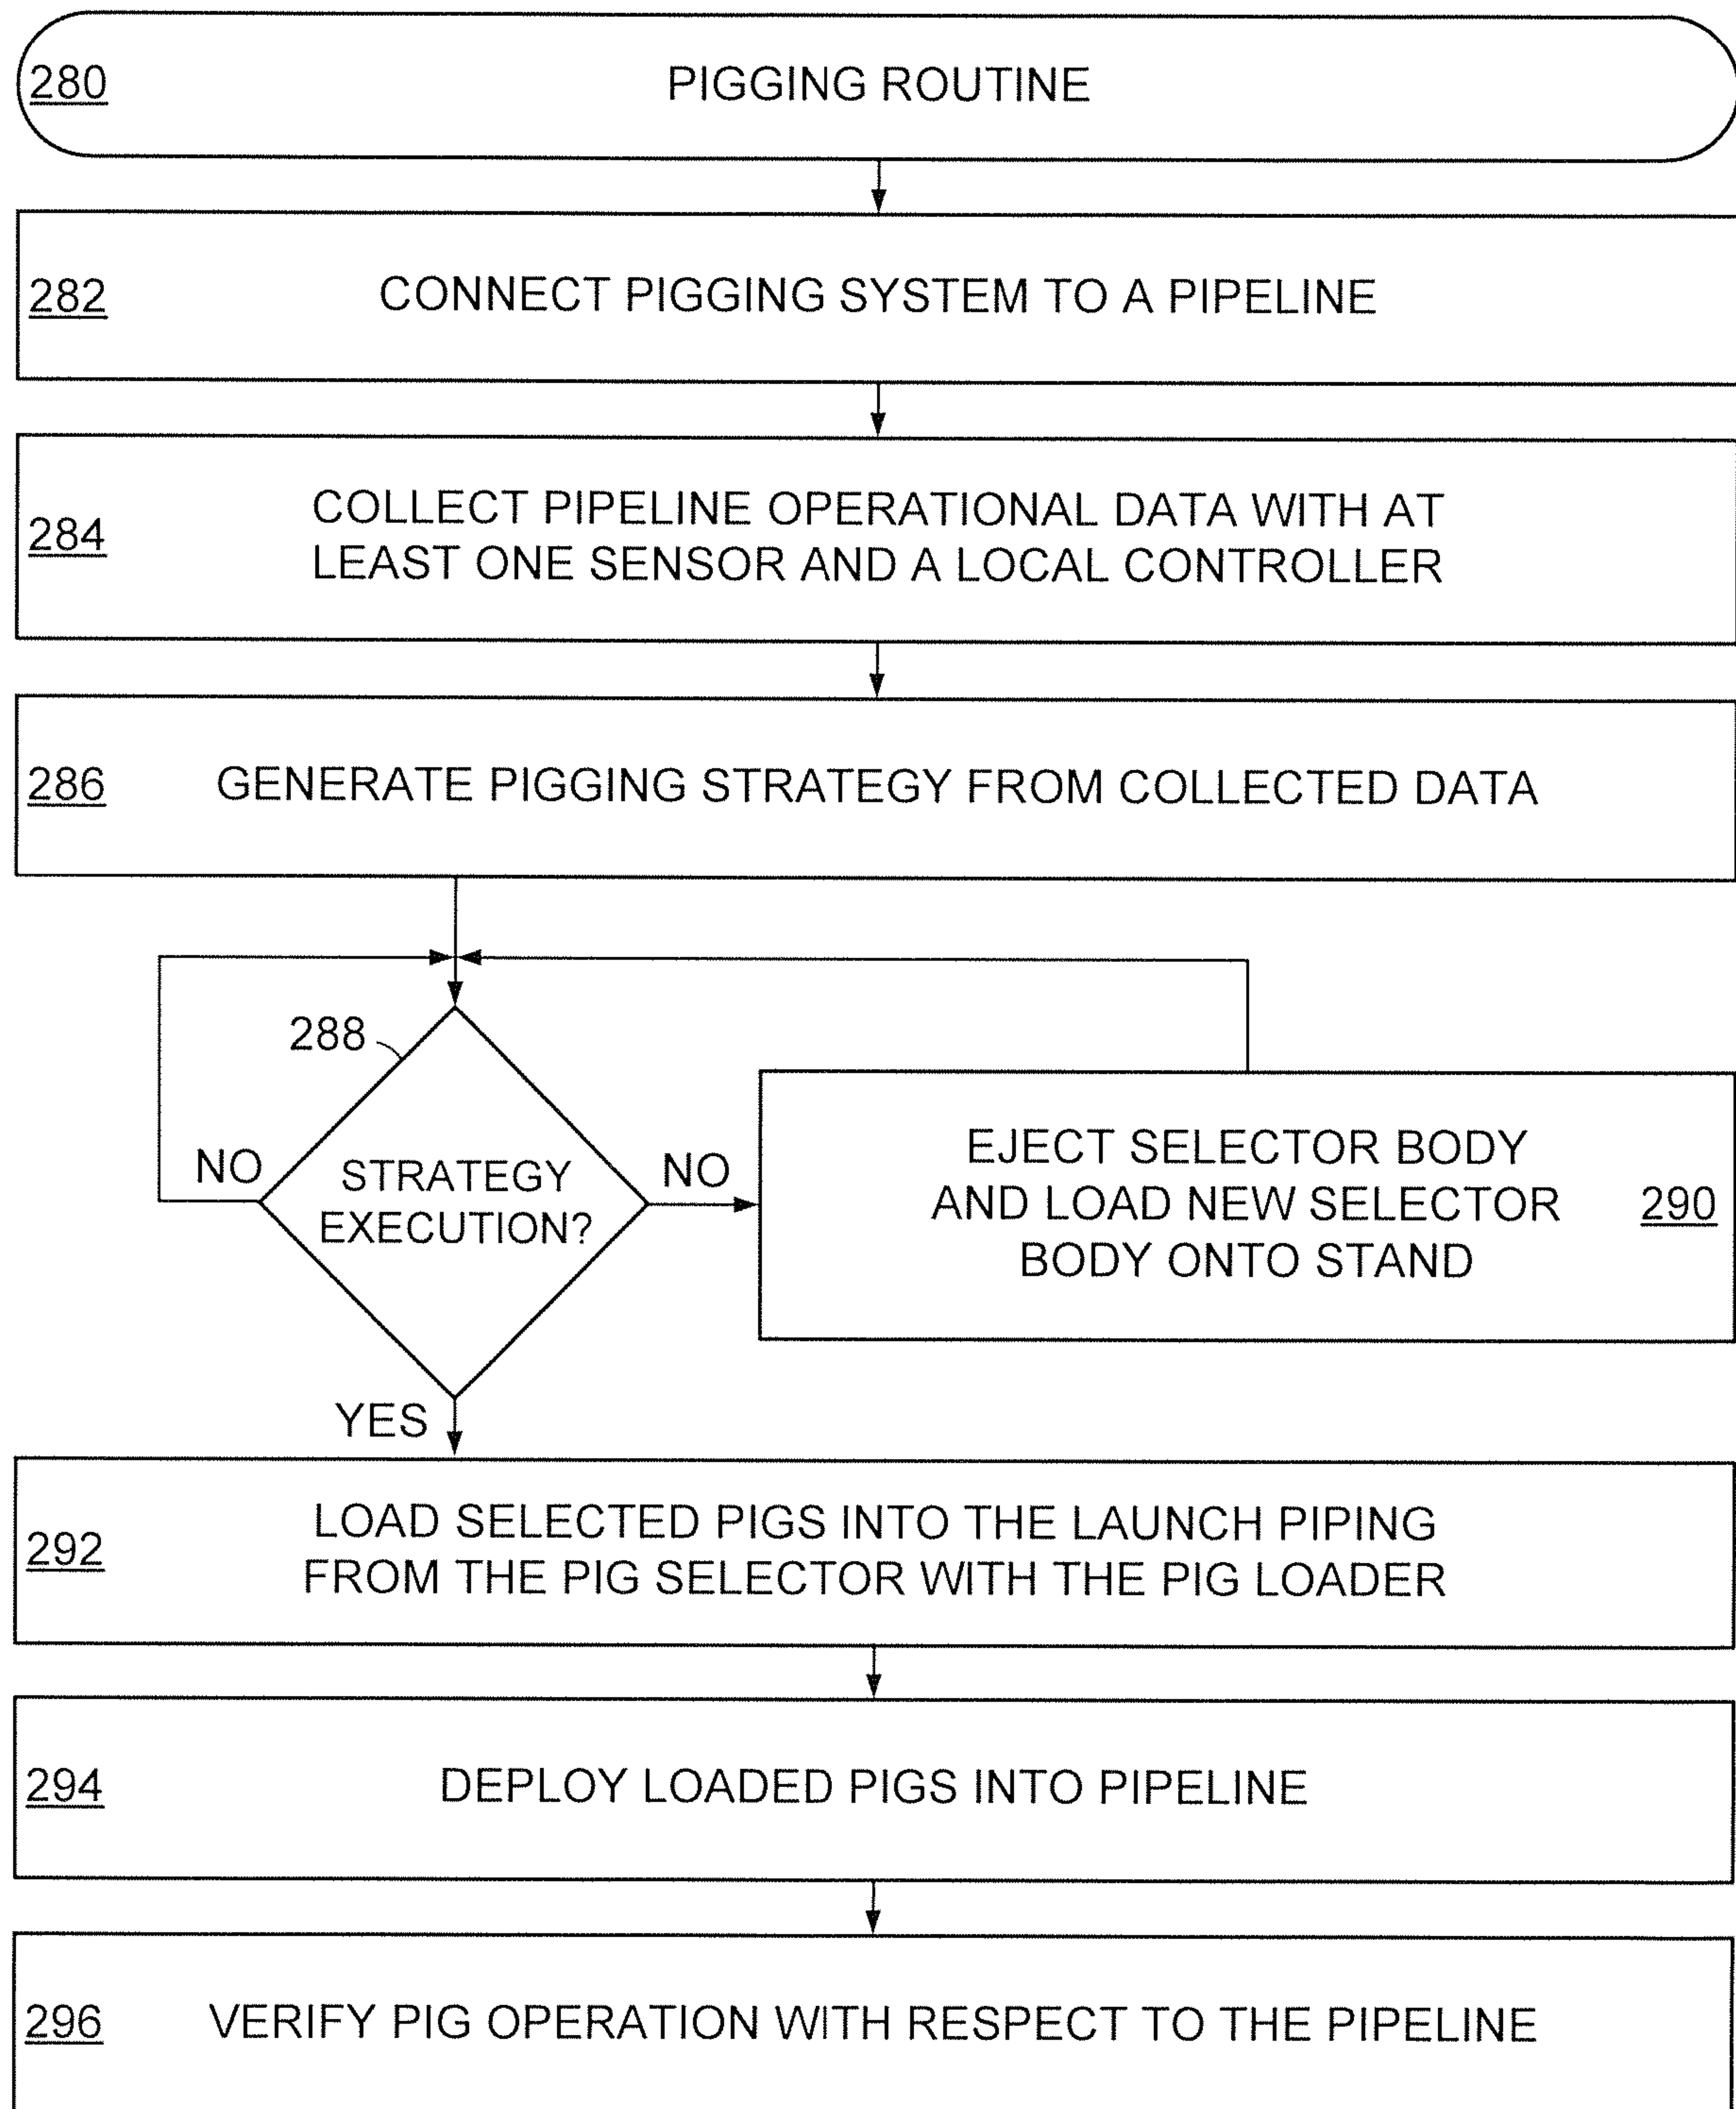 280
PIGGING ROUTINE
282
CONNECT PIGGING SYSTEM TO A PIPELINE
284
COLLECT PIPELINE OPERATIONAL DATA WITH AT
LEAST ONE SENSOR AND A LOCAL CONTROLLER
286
GENERATE PIGGING STRATEGY FROM COLLECTED DATA
288
NO
STRATEGY
EXECUTION?
NO
EJECT SELECTOR BODY
AND LOAD NEW SELECTOR
BODY ONTO STAND
290
YES
292
LOAD SELECTED PIGS INTO THE LAUNCH PIPING
FROM THE PIG SELECTOR WITH THE PIG LOADER
294
DEPLOY LOADED PIGS INTO PIPELINE
296
VERIFY PIG OPERATION WITH RESPECT TO THE PIPELINE